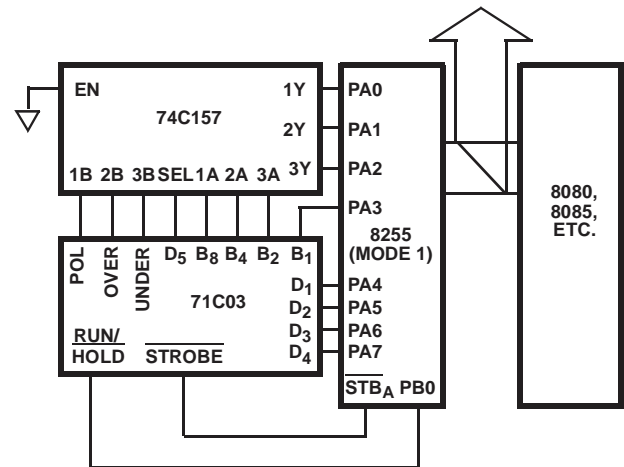 EN
1Y
74C157
2Y
3Y
1B 2B 3B SEL 1A 2A 3A
PA0
PA1
PA2
PA3
8255
(MODE 1)
PA4
PA5
PA6
PA7
STBA PB0
POL
OVER
UNDER
D5 B8 B4 B2 B1
D1
71C03
D2
D3
D4
RUN/
HOLD
STROBE
8080,
8085,
ETC.